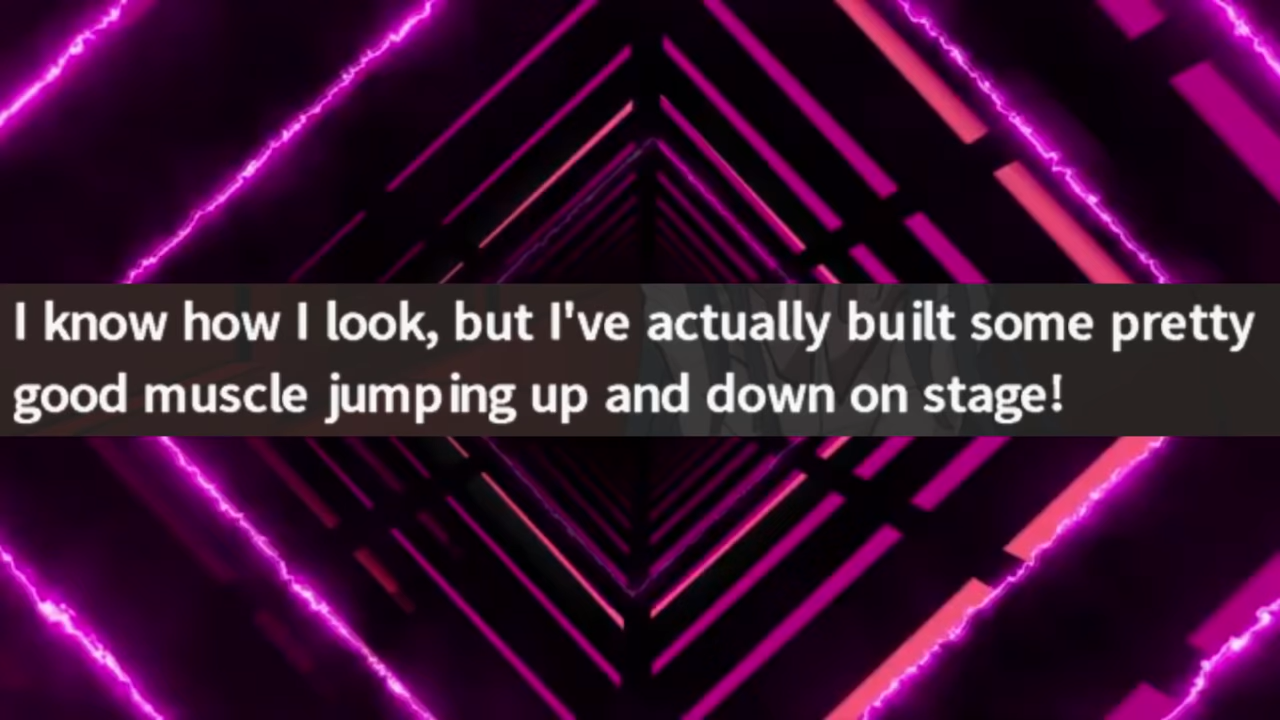 I know how I look, but I've actually built some pretty
good muscle jumping up and down on stage!